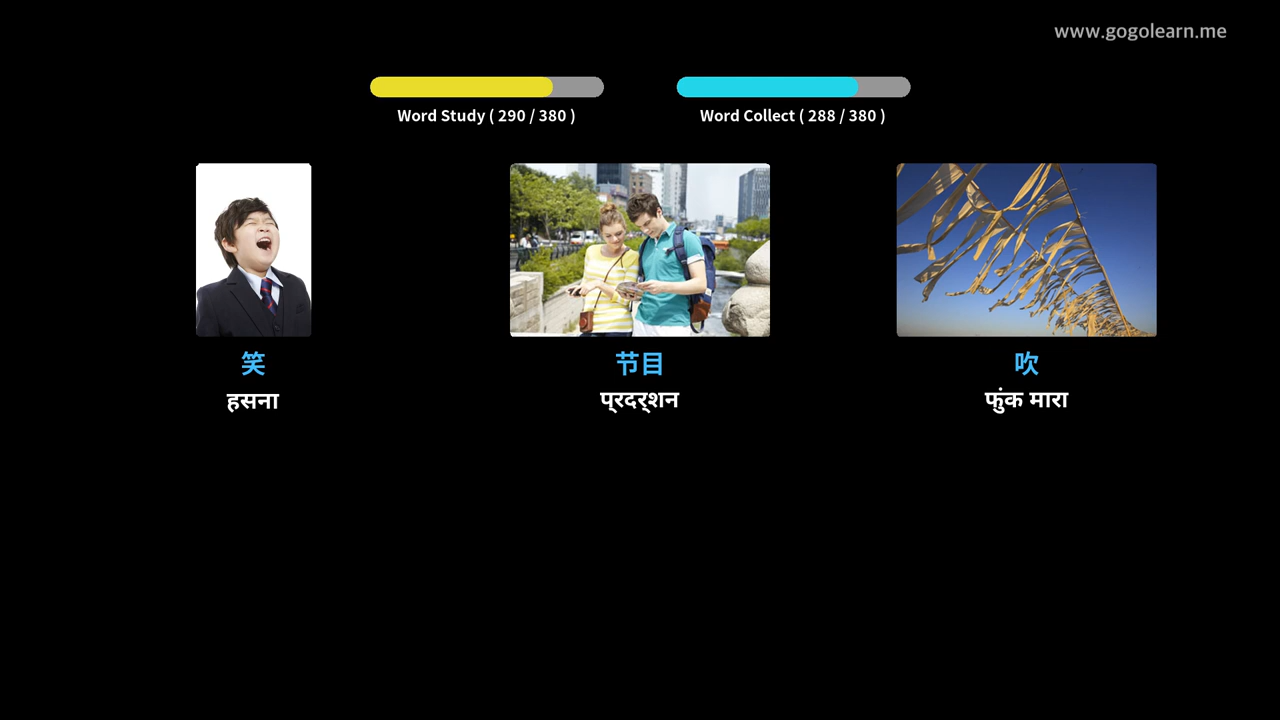 www.gogolearn.me
Word Study ( 290 / 380 )
Word Collect ( 288 / 380 )
笑
节目
吹
हसना
प्रदर्शन
फुंक मारा